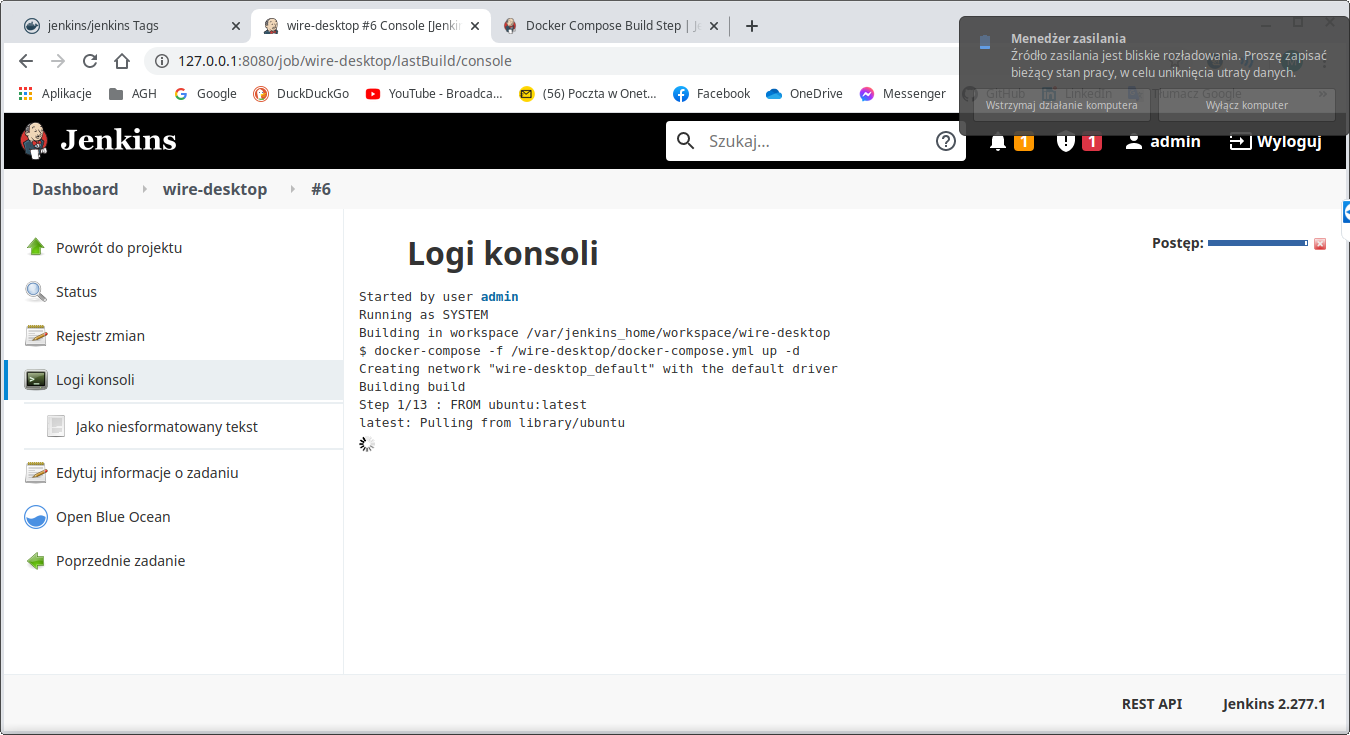 jenkins/jenkins Tags
wire-desktop #6 Console [Jenkin
Docker Compose Build Step | Je
127.0.0.1:8080/job/wire-desktop/lastBuild/console
Aplikacje
AGH
Google
DuckDuckGo
YouTube - Broadca...
(56) Poczta w Onet...
Facebook
OneDrive
Messenger
GitHub
LinkedIn
Tłumacz Google
»
Menedżer zasilania
Źródło zasilania jest bliskie rozładowania. Proszę zapisać
bieżący stan pracy, w celu uniknięcia utraty danych.
Wstrzymaj działanie komputera
Wyłącz komputer
Jenkins
Szukaj...
1
1
admin
Wyloguj
Dashboard
wire-desktop
#6
Powrót do projektu
Status
Rejestr zmian
Logi konsoli
Jako niesformatowany tekst
Edytuj informacje o zadaniu
Open Blue Ocean
Poprzednie zadanie
Logi konsoli
Postęp:
Started by user admin
Running as SYSTEM
Building in workspace /var/jenkins_home/workspace/wire-desktop
$ docker-compose -f /wire-desktop/docker-compose.yml up -d
Creating network "wire-desktop_default" with the default driver
Building build
Step 1/13 : FROM ubuntu:latest
latest: Pulling from library/ubuntu
REST API
Jenkins 2.277.1